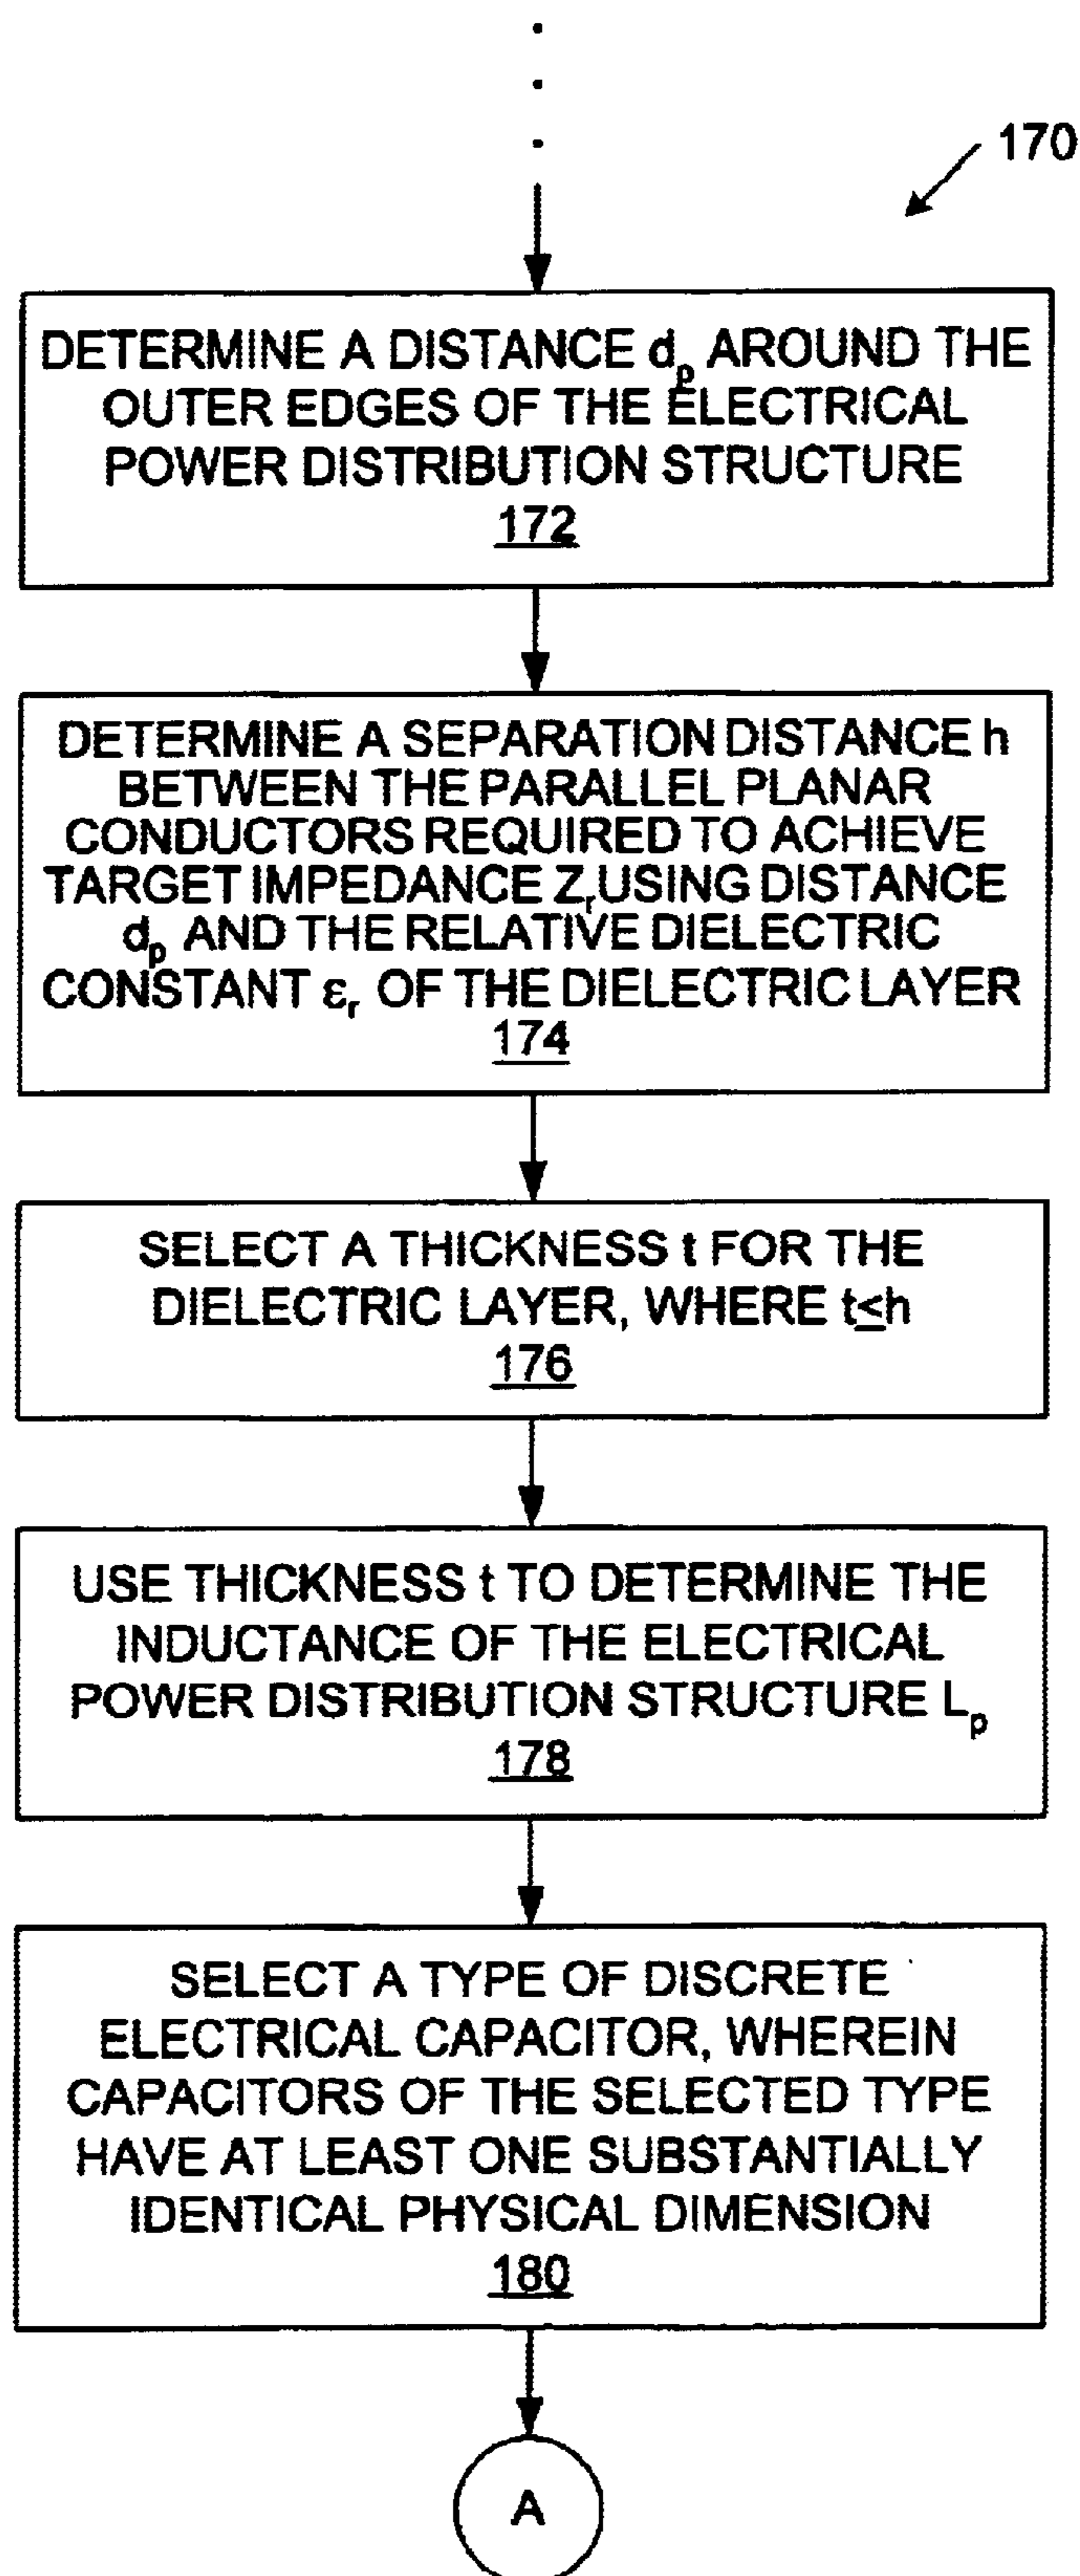 170
DETERMINE A DISTANCE dp AROUND THE
OUTER EDGES OF THE ELECTRICAL
POWER DISTRIBUTION STRUCTURE
172
DETERMINE A SEPARATION DISTANCE h
BETWEEN THE PARALLEL PLANAR
CONDUCTORS REQUIRED TO ACHIEVE
TARGET IMPEDANCE Zr USING DISTANCE
dp AND THE RELATIVE DIELECTRIC
CONSTANT εr OF THE DIELECTRIC LAYER
174
SELECT A THICKNESS t FOR THE
DIELECTRIC LAYER, WHERE t≤h
176
USE THICKNESS t TO DETERMINE THE
INDUCTANCE OF THE ELECTRICAL
POWER DISTRIBUTION STRUCTURE Lp
178
SELECT A TYPE OF DISCRETE
ELECTRICAL CAPACITOR, WHEREIN
CAPACITORS OF THE SELECTED TYPE
HAVE AT LEAST ONE SUBSTANTIALLY
IDENTICAL PHYSICAL DIMENSION
180
A